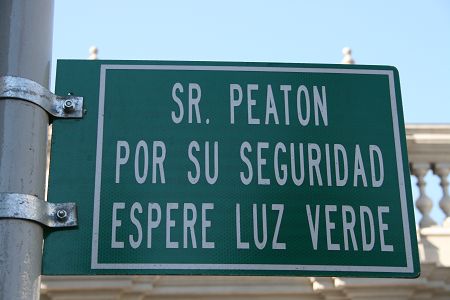 SR. PEATON
POR SU SEGURIDAD
ESPERE LUZ VERDE